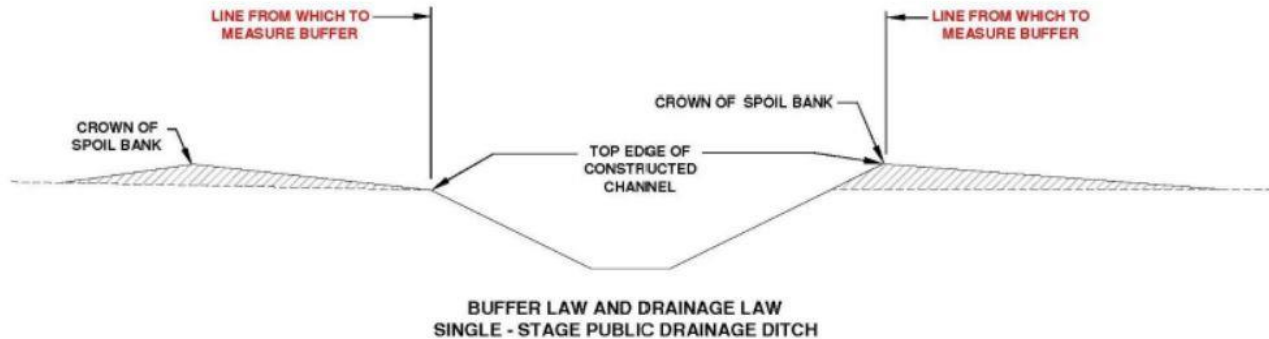 LINE FROM WHICH TO
MEASURE BUFFER
LINE FROM WHICH TO
MEASURE BUFFER
CROWN OF SPOIL BANK
CROWN OF
SPOIL BANK
TOP EDGE OF
CONSTRUCTED
CHANNEL
BUFFER LAW AND DRAINAGE LAW
SINGLE - STAGE PUBLIC DRAINAGE DITCH